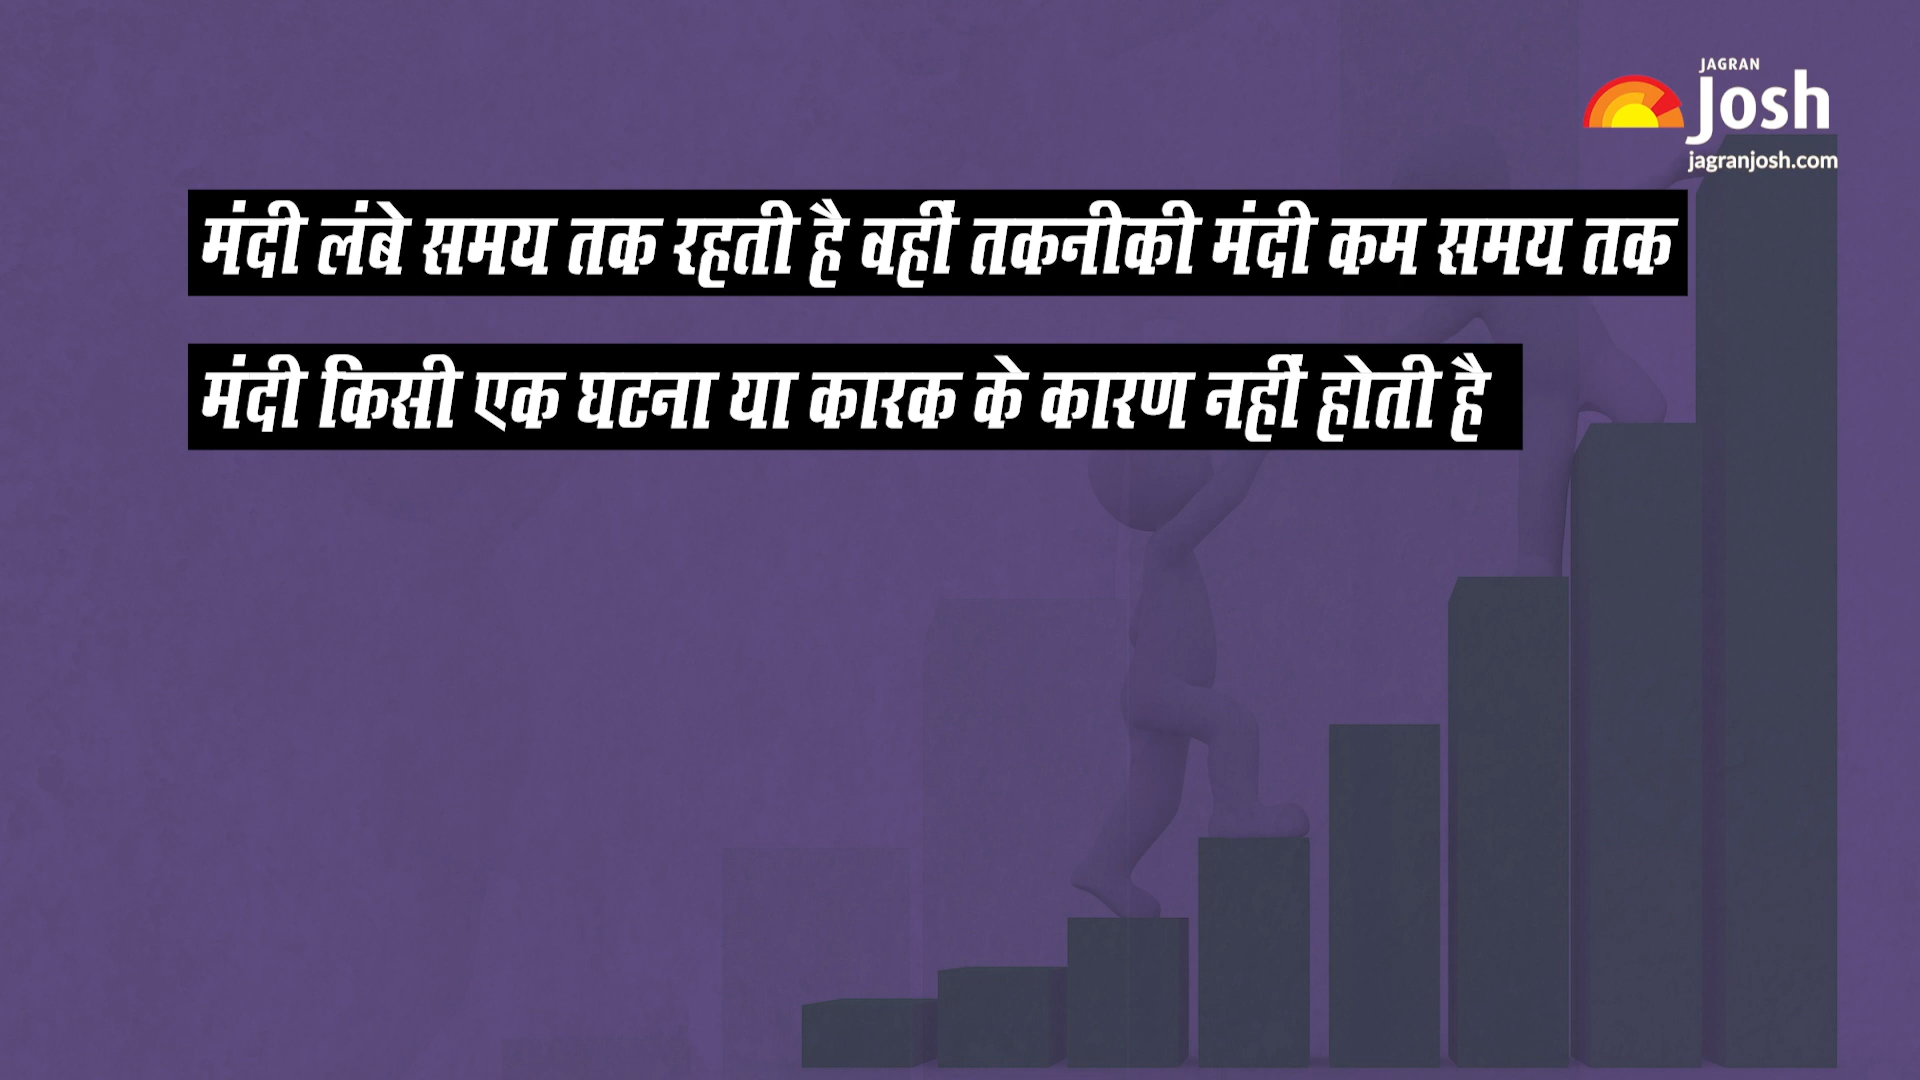 JAGRAN
Josh
jagranjosh.com
मंदी लंबे समय तक रहती है वहीं तकनीकी मंदी कम समय तक
मंदी किसी एक घटना या कारक के कारण नहीं होती है